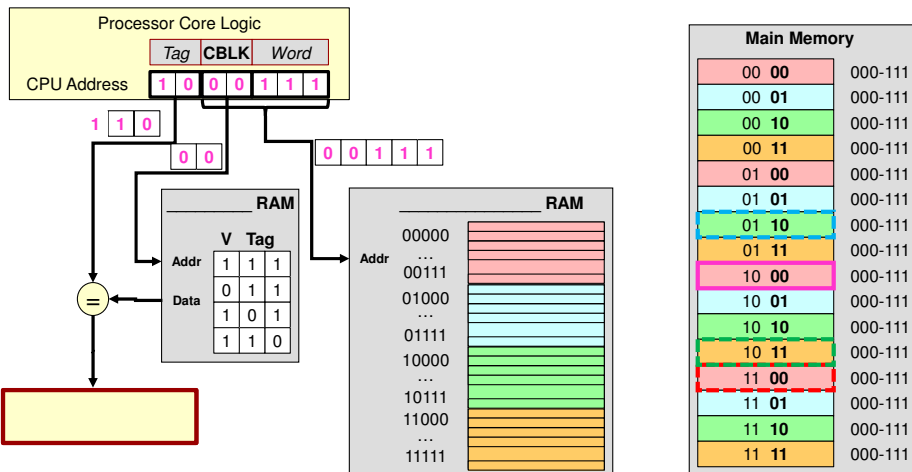 Processor Core Logic
Tag CBLK Word
CPU Address 1 0 0 0 1 1 1
1 1 0
0 0
0 0 1 1 1
____________ RAM
V Tag
Addr
1 1 1
0 1 1
Data
1 0 1
1 1 0
=
____________________ RAM
Addr
00000
...
00111
01000
...
01111
10000
...
10111
11000
...
11111
Main Memory
00 00 000-111
00 01 000-111
00 10 000-111
00 11 000-111
01 00 000-111
01 01 000-111
01 10 000-111
01 11 000-111
10 00 000-111
10 01 000-111
10 10 000-111
10 11 000-111
11 00 000-111
11 01 000-111
11 10 000-111
11 11 000-111